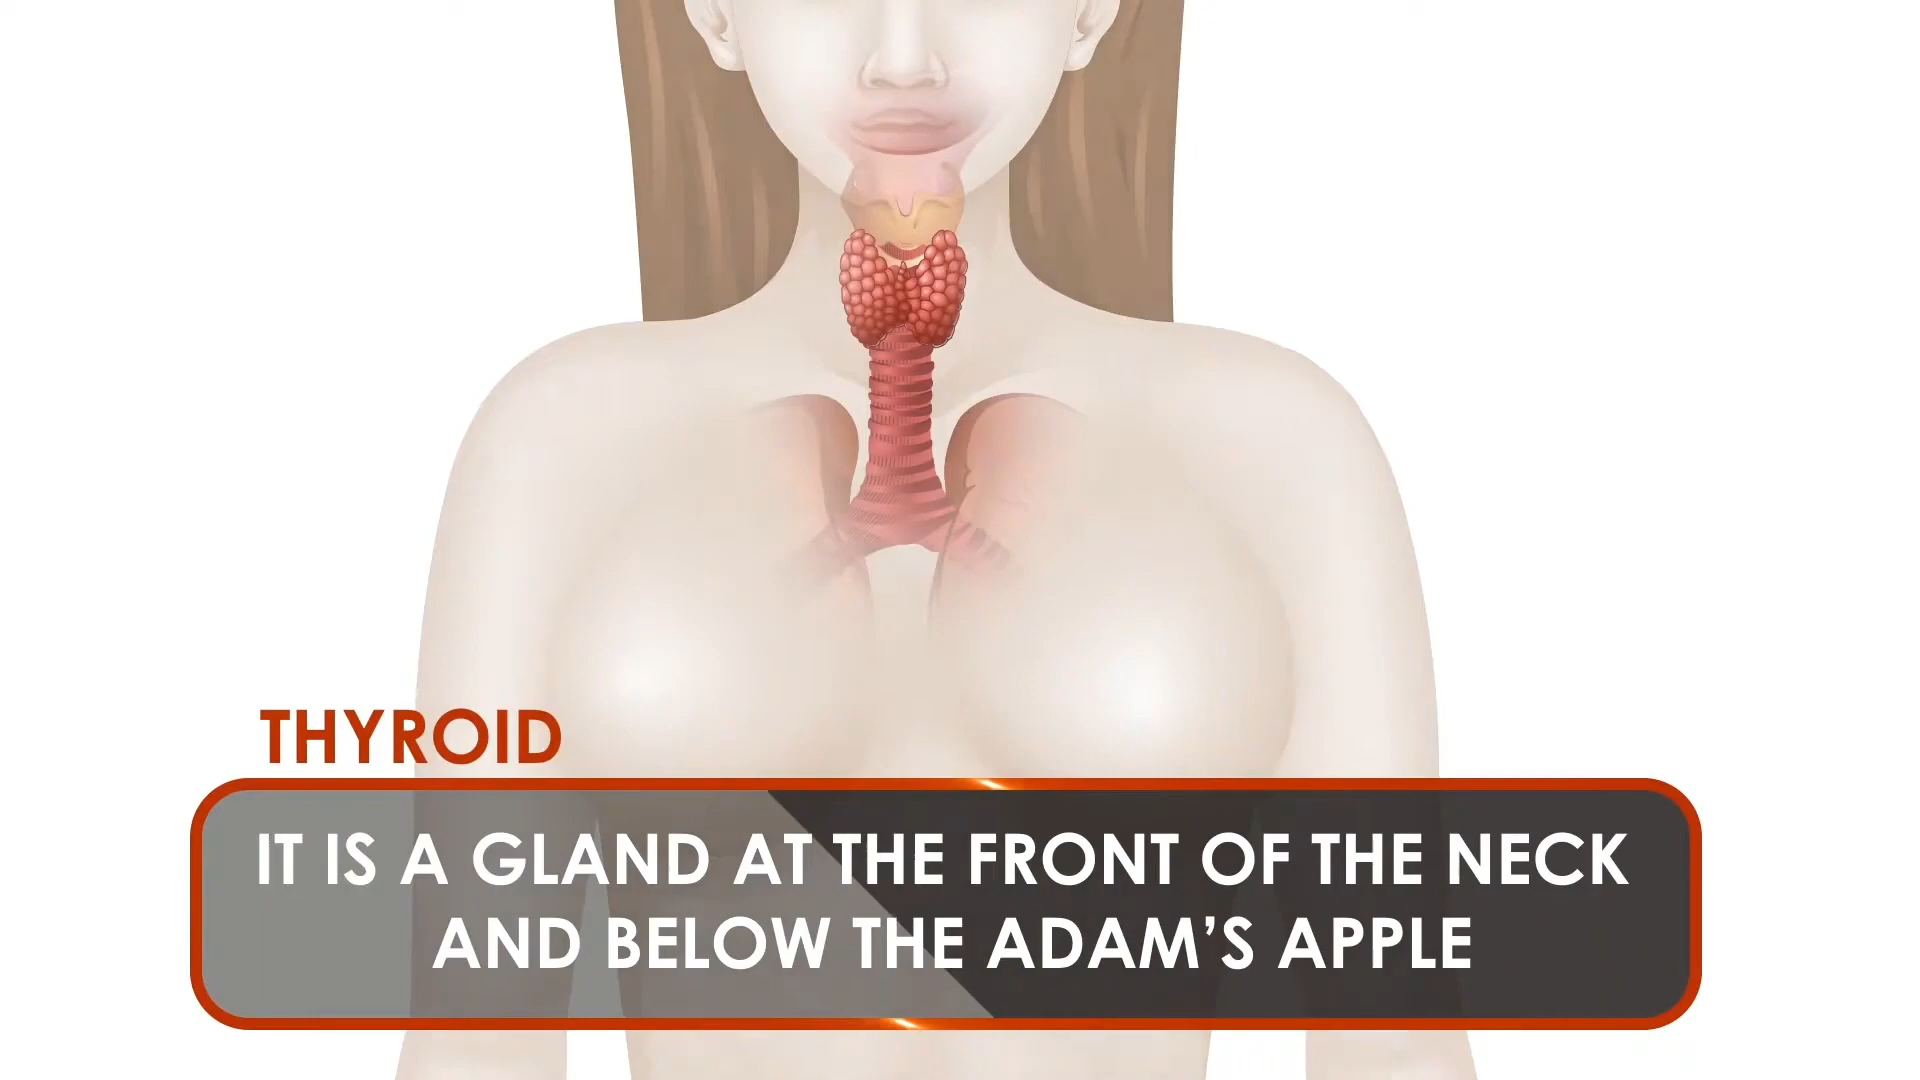 THYROID
IT IS A GLAND AT THE FRONT OF THE NECK
AND BELOW THE ADAM’S APPLE